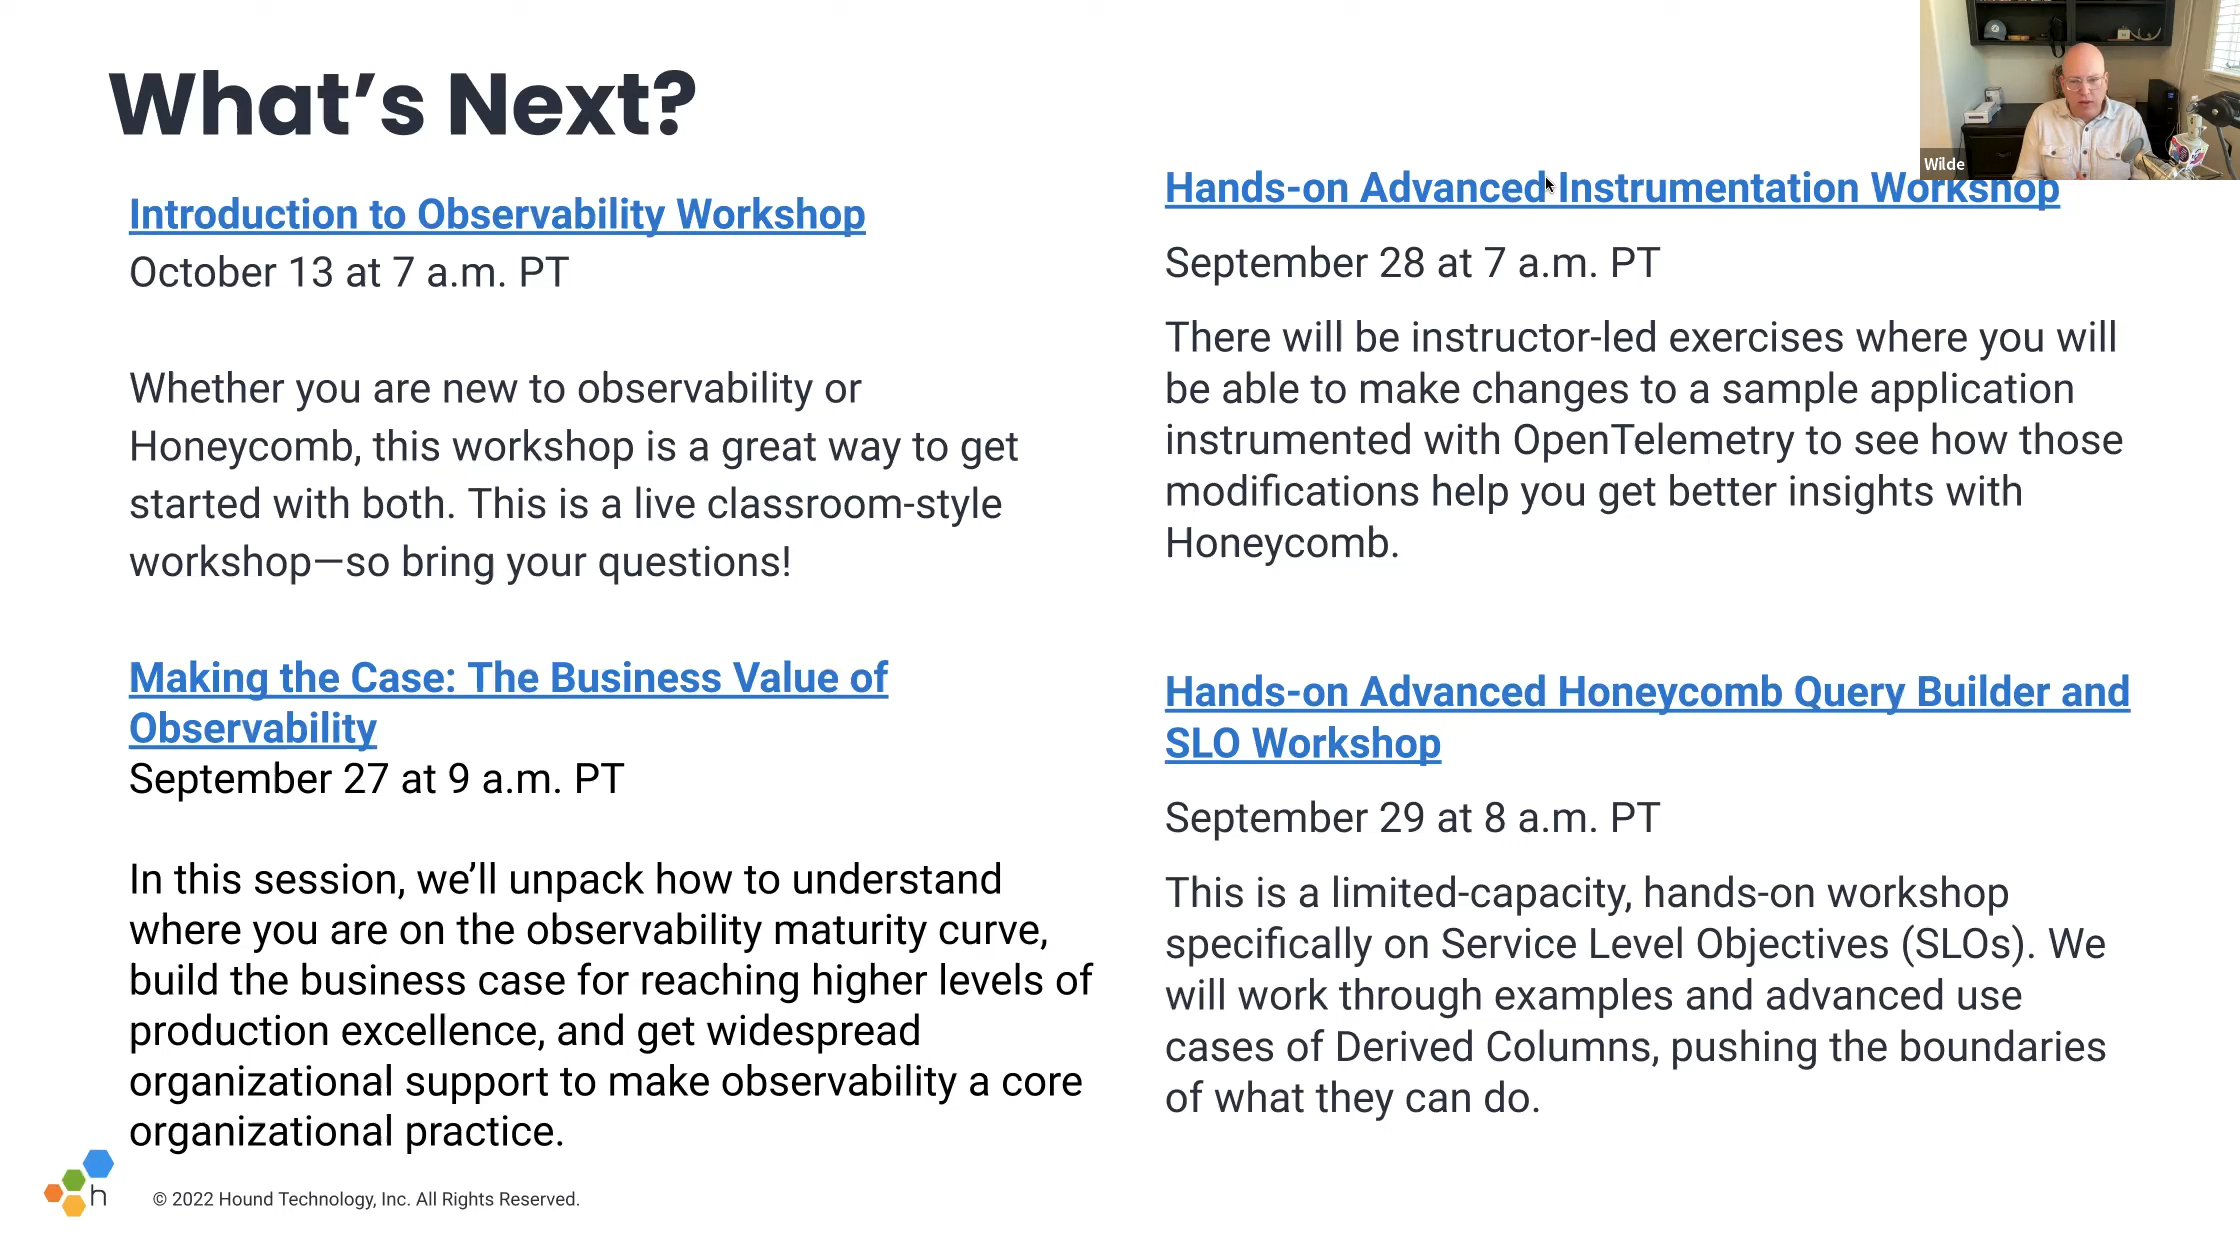 What’s Next?
Introduction to Observability Workshop
October 13 at 7 a.m. PT
Whether you are new to observability or
Honeycomb, this workshop is a great way to get
started with both. This is a live classroom-style
workshop—so bring your questions!
Making the Case: The Business Value of
Observability
September 27 at 9 a.m. PT
In this session, we’ll unpack how to understand
where you are on the observability maturity curve,
build the business case for reaching higher levels of
production excellence, and get widespread
organizational support to make observability a core
organizational practice.
Hands-on Advanced Instrumentation Workshop
September 28 at 7 a.m. PT
There will be instructor-led exercises where you will
be able to make changes to a sample application
instrumented with OpenTelemetry to see how those
modifications help you get better insights with
Honeycomb.
Hands-on Advanced Honeycomb Query Builder and
SLO Workshop
September 29 at 8 a.m. PT
This is a limited-capacity, hands-on workshop
specifically on Service Level Objectives (SLOs). We
will work through examples and advanced use
cases of Derived Columns, pushing the boundaries
of what they can do.
Wilde
h
© 2022 Hound Technology, Inc. All Rights Reserved.